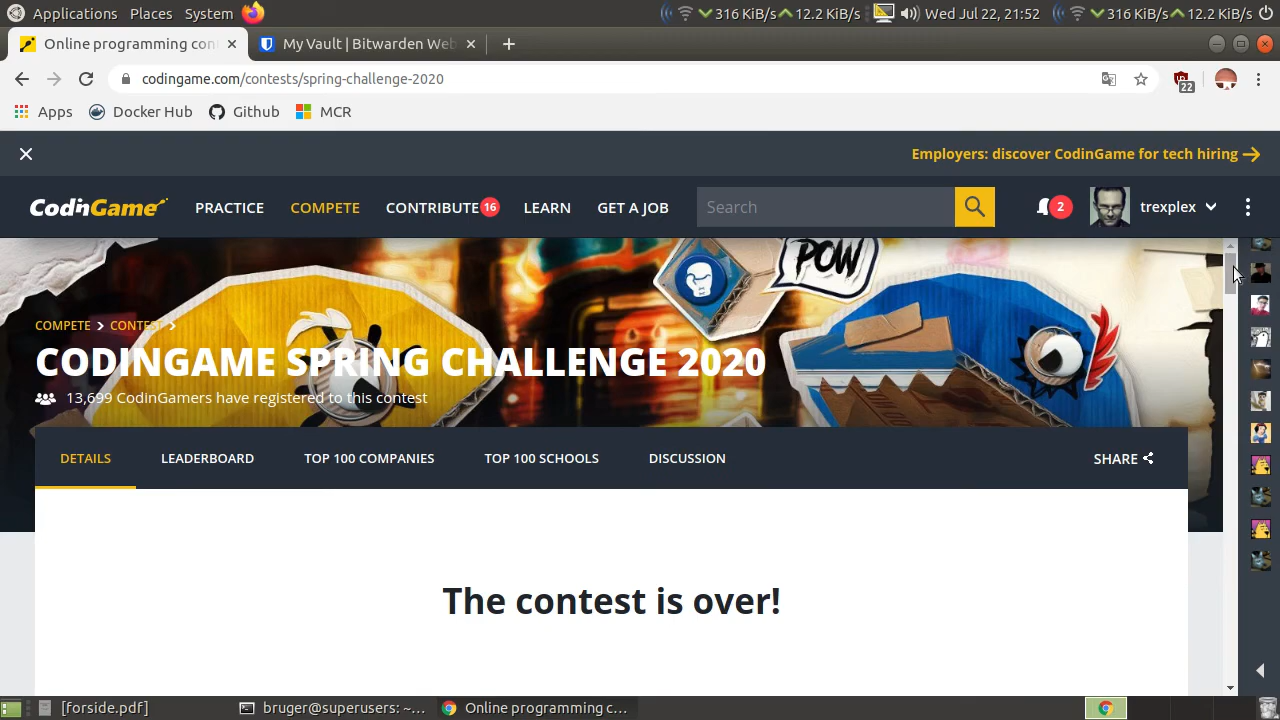 Applications Places System 316 KiB/s 12.2 KiB/s Wed Jul 22, 21:52 316 KiB/s 12.2 KiB/s
Online programming con My Vault | Bitwarden Web
codingame.com/contests/spring-challenge-2020 22
Apps Docker Hub Github MCR
Employers: discover CodinGame for tech hiring
CodinGame PRACTICE COMPETE CONTRIBUTE 16 LEARN GET A JOB Search 2 trexplex
POW
COMPETE CONTEST
CODINGAME SPRING CHALLENGE 2020
13,699 CodinGamers have registered to this contest
DETAILS LEADERBOARD TOP 100 COMPANIES TOP 100 SCHOOLS DISCUSSION SHARE
The contest is over!
[forside.pdf] bruger@superusers: ~... Online programming c...